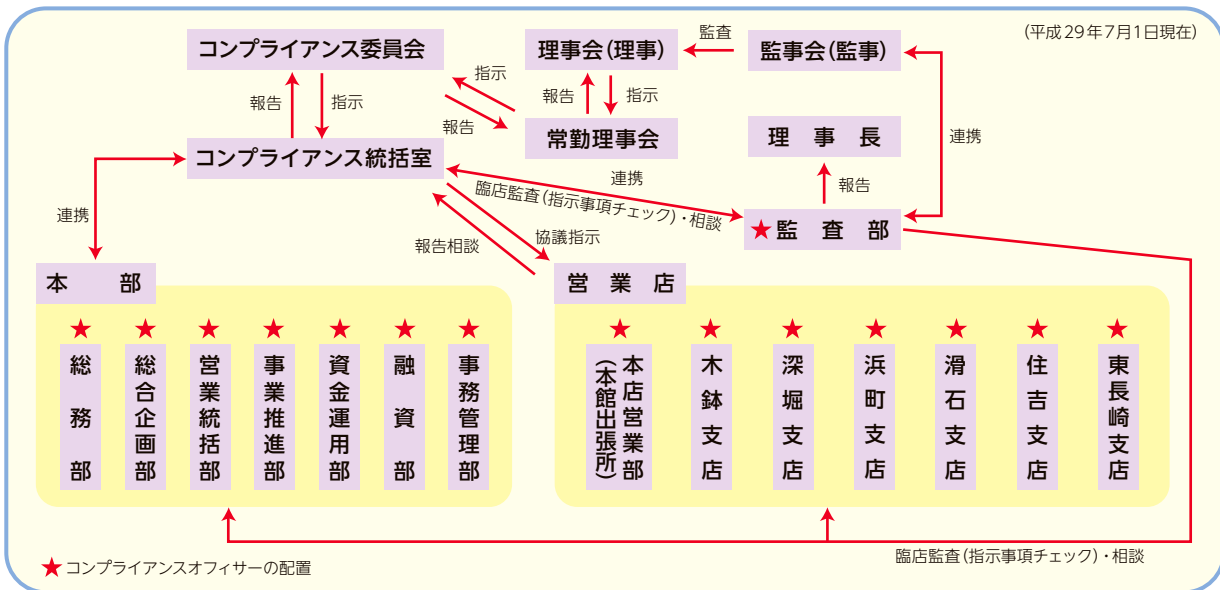 (平成29年7月1日現在)
コンプライアンス委員会
理事会(理事)
監査
監事会(監事)
報告
指示
指示
報告
報告
指示
常勤理事会
理事長
連携
コンプライアンス統括室
連携
報告
連携
臨店監査(指示事項チェック)・相談
★監査部
報告相談
協議指示
本部
営業店
★
★
★
★
★
★
★
★
★
★
★
★
★
★
総務部
総合企画部
営業統括部
事業推進部
資金運用部
融資部
事務管理部
本店営業部
(本館出張所)
木鉢支店
深堀支店
浜町支店
滑石支店
住吉支店
東長崎支店
臨店監査(指示事項チェック)・相談
★コンプライアンスオフィサーの配置